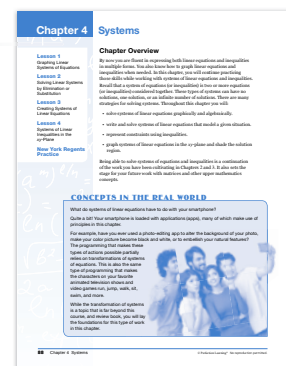 Chapter 4 Systems
Lesson 1
Graphing Linear
Systems of Equations
Lesson 2
Solving Linear Systems
by Elimination or
Substitution
Lesson 3
Creating Systems of
Linear Equations
Lesson 4
Systems of Linear
Inequalities in the
xy-Plane
New York Regents
Practice
Chapter Overview
By now you are fluent in expressing both linear equations and inequalities
in multiple forms. You also know how to graph linear equations and
inequalities when needed. In this chapter, you will continue practicing
those skills while working with systems of linear equations and inequalities.
Recall that a system of equations (or inequalities) is two or more equations
(or inequalities) considered together. These types of systems can have no
solutions, one solution, or an infinite number of solutions. There are many
strategies for solving systems. Throughout this chapter you will:
• solve systems of linear equations graphically and algebraically.
• write and solve systems of linear equations that model a given situation.
• represent constraints using inequalities.
• graph systems of linear equations in the xy-plane and shade the solution
region.
Being able to solve systems of equations and inequalities is a continuation
of the work you have been cultivating in Chapters 2 and 3. It also sets the
stage for your future work with matrices and other upper mathematics
concepts.
CONCEPTS IN THE REAL WORLD
What do systems of linear equations have to do with your smartphone?
Quite a bit! Your smartphone is loaded with applications (apps), many of which make use of
principles in this chapter.
For example, have you ever used a photo-editing app to alter the background of your photo,
make your color picture become black and white, or to embellish your natural features?
The programming that makes these
types of actions possible partially
relies on transformations of systems
of equations. This is also the same
type of programming that makes
the characters on your favorite
animated television shows and
video games run, jump, walk, sit,
swim, and more.
While the transformation of systems
is a topic that is far beyond this
course, and review book, you will lay
the foundations for this type of work
in this chapter.
88 Chapter 4 Systems